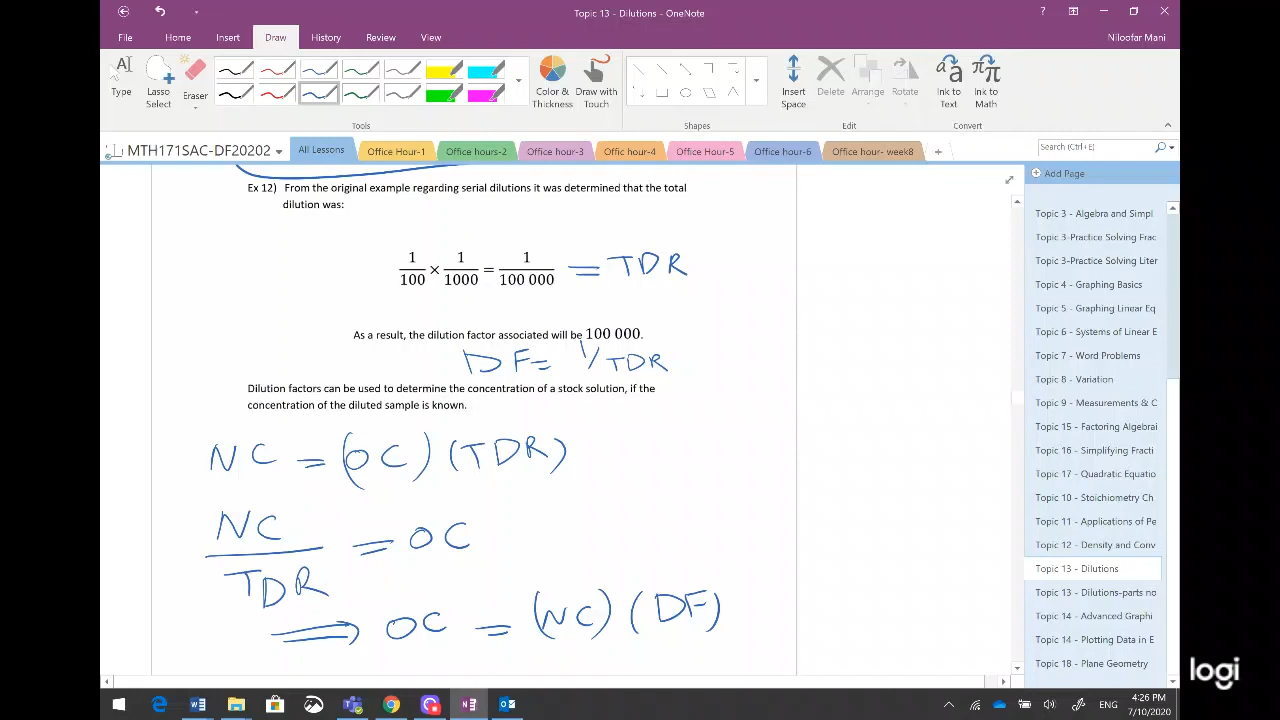 Topic 13 - Dilutions - OneNote
? Niloofar Mani
File Home Insert Draw History Review View
Type Lasso Select Eraser Color & Thickness Draw with Touch Insert Space Delete Arrange Rotate Ink to Text Ink to Math
Tools Shapes Edit Convert
MTH171SAC-DF20202 All Lessons Office Hour-1 Office hours-2 Office hour-3 Offic hour-4 Office Hour-5 Office hour-6 Office hour- week8 + Search (Ctrl+E)
Add Page
Topic 3 - Algebra and Simpl
Topic 3-Practice Solving Frac
Topic 3-Practice Solving Liter
Topic 4 - Graphing Basics
Topic 5 - Graphing Linear Eq
Topic 6 - Systems of Linear E
Topic 7 - Word Problems
Topic 8 - Variation
Topic 9 - Measurements & C
Topic 15 - Factoring Algebrai
Topic 16 - Simplifying Fracti
Topic 17 - Quadratic Equatio
Topic 10 - Stoichiometry Ch
Topic 11 - Applications of Pe
Topic 12 - Density and Conv
Topic 13 - Dilutions
Topic 13 - Dilutions-parts no
Topic 14 - Advanced Graphi
Topic 14 - Plotting Data in E
Topic 18 - Plane Geometry
Ex 12) From the original example regarding serial dilutions it was determined that the total
dilution was:
1/100 × 1/1000 = 1/100 000 = TDR
As a result, the dilution factor associated will be 100 000.
DF = 1/TDR
Dilution factors can be used to determine the concentration of a stock solution, if the
concentration of the diluted sample is known.
NC = (OC) (TDR)
NC/TDR = OC
⟹ OC = (NC) (DF)
logi
ENG
4:26 PM
7/10/2020